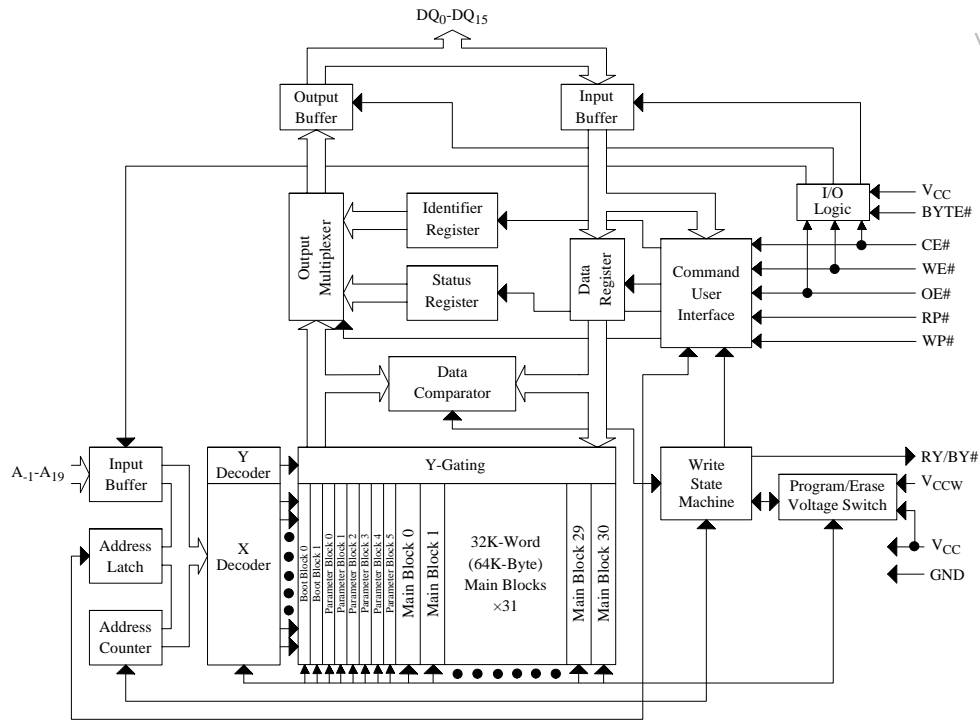 DQ0-DQ15
Output
Buffer
Input
Buffer
I/O
Logic
VCC
BYTE#
CE#
WE#
OE#
RP#
WP#
Output
Multiplexer
Identifier
Register
Status
Register
Data
Register
Command
User
Interface
Data
Comparator
A-1-A19
Input
Buffer
Y
Decoder
Y-Gating
Write
State
Machine
RY/BY#
Program/Erase
Voltage Switch
VCCW
VCC
GND
Address
Latch
X
Decoder
Address
Counter
Boot Block 0
Boot Block 1
Parameter Block 0
Parameter Block 1
Parameter Block 2
Parameter Block 3
Parameter Block 4
Parameter Block 5
Main Block 0
Main Block 1
32K-Word
(64K-Byte)
Main Blocks
×31
Main Block 29
Main Block 30